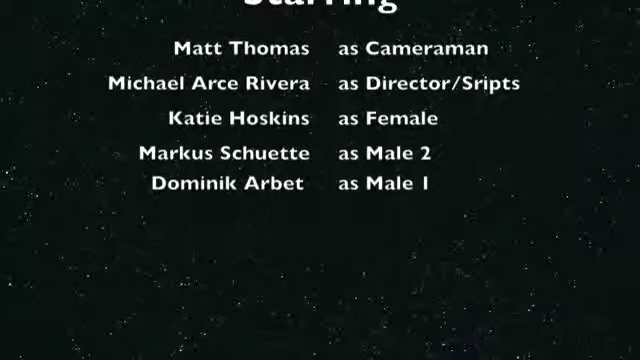 Starring
Matt Thomas as Cameraman
Michael Arce Rivera as Director/Sripts
Katie Hoskins as Female
Markus Schuette as Male 2
Dominik Arbet as Male 1